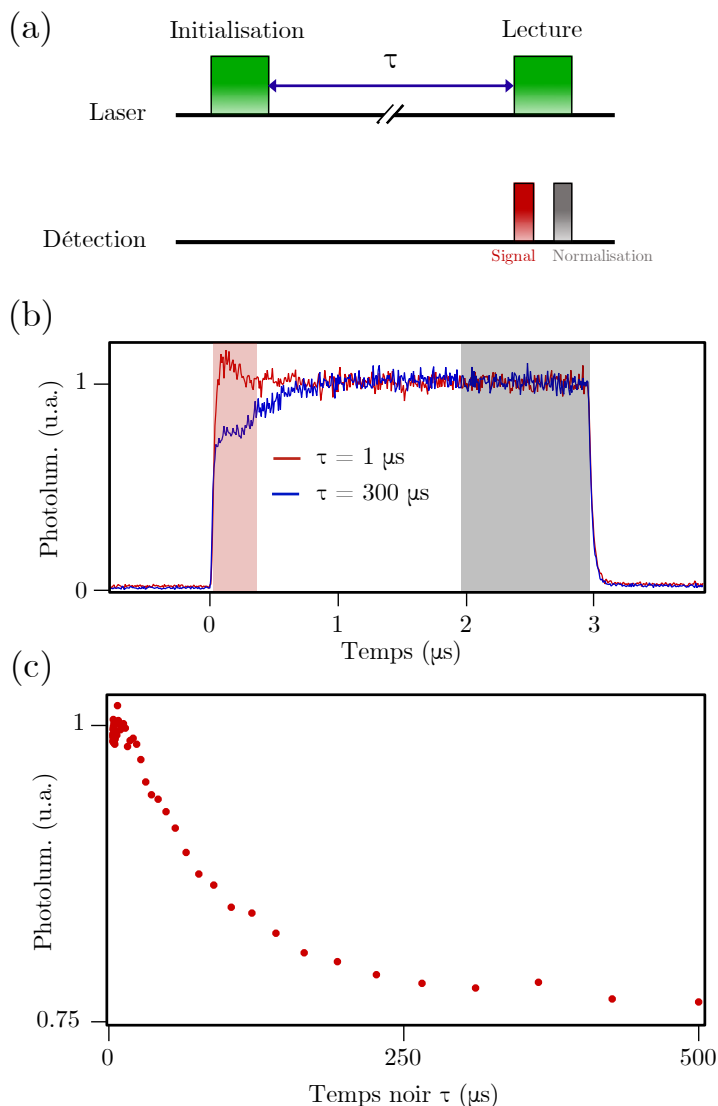 (a)
Initialisation
Lecture
τ
Laser
Détection
Signal
Normalisation
(b)
Photolum. (u.a.)
1
0
τ = 1 μs
τ = 300 μs
0 1 2 3
Temps (μs)
(c)
Photolum. (u.a.)
1
0.75
0 250 500
Temps noir τ (μs)